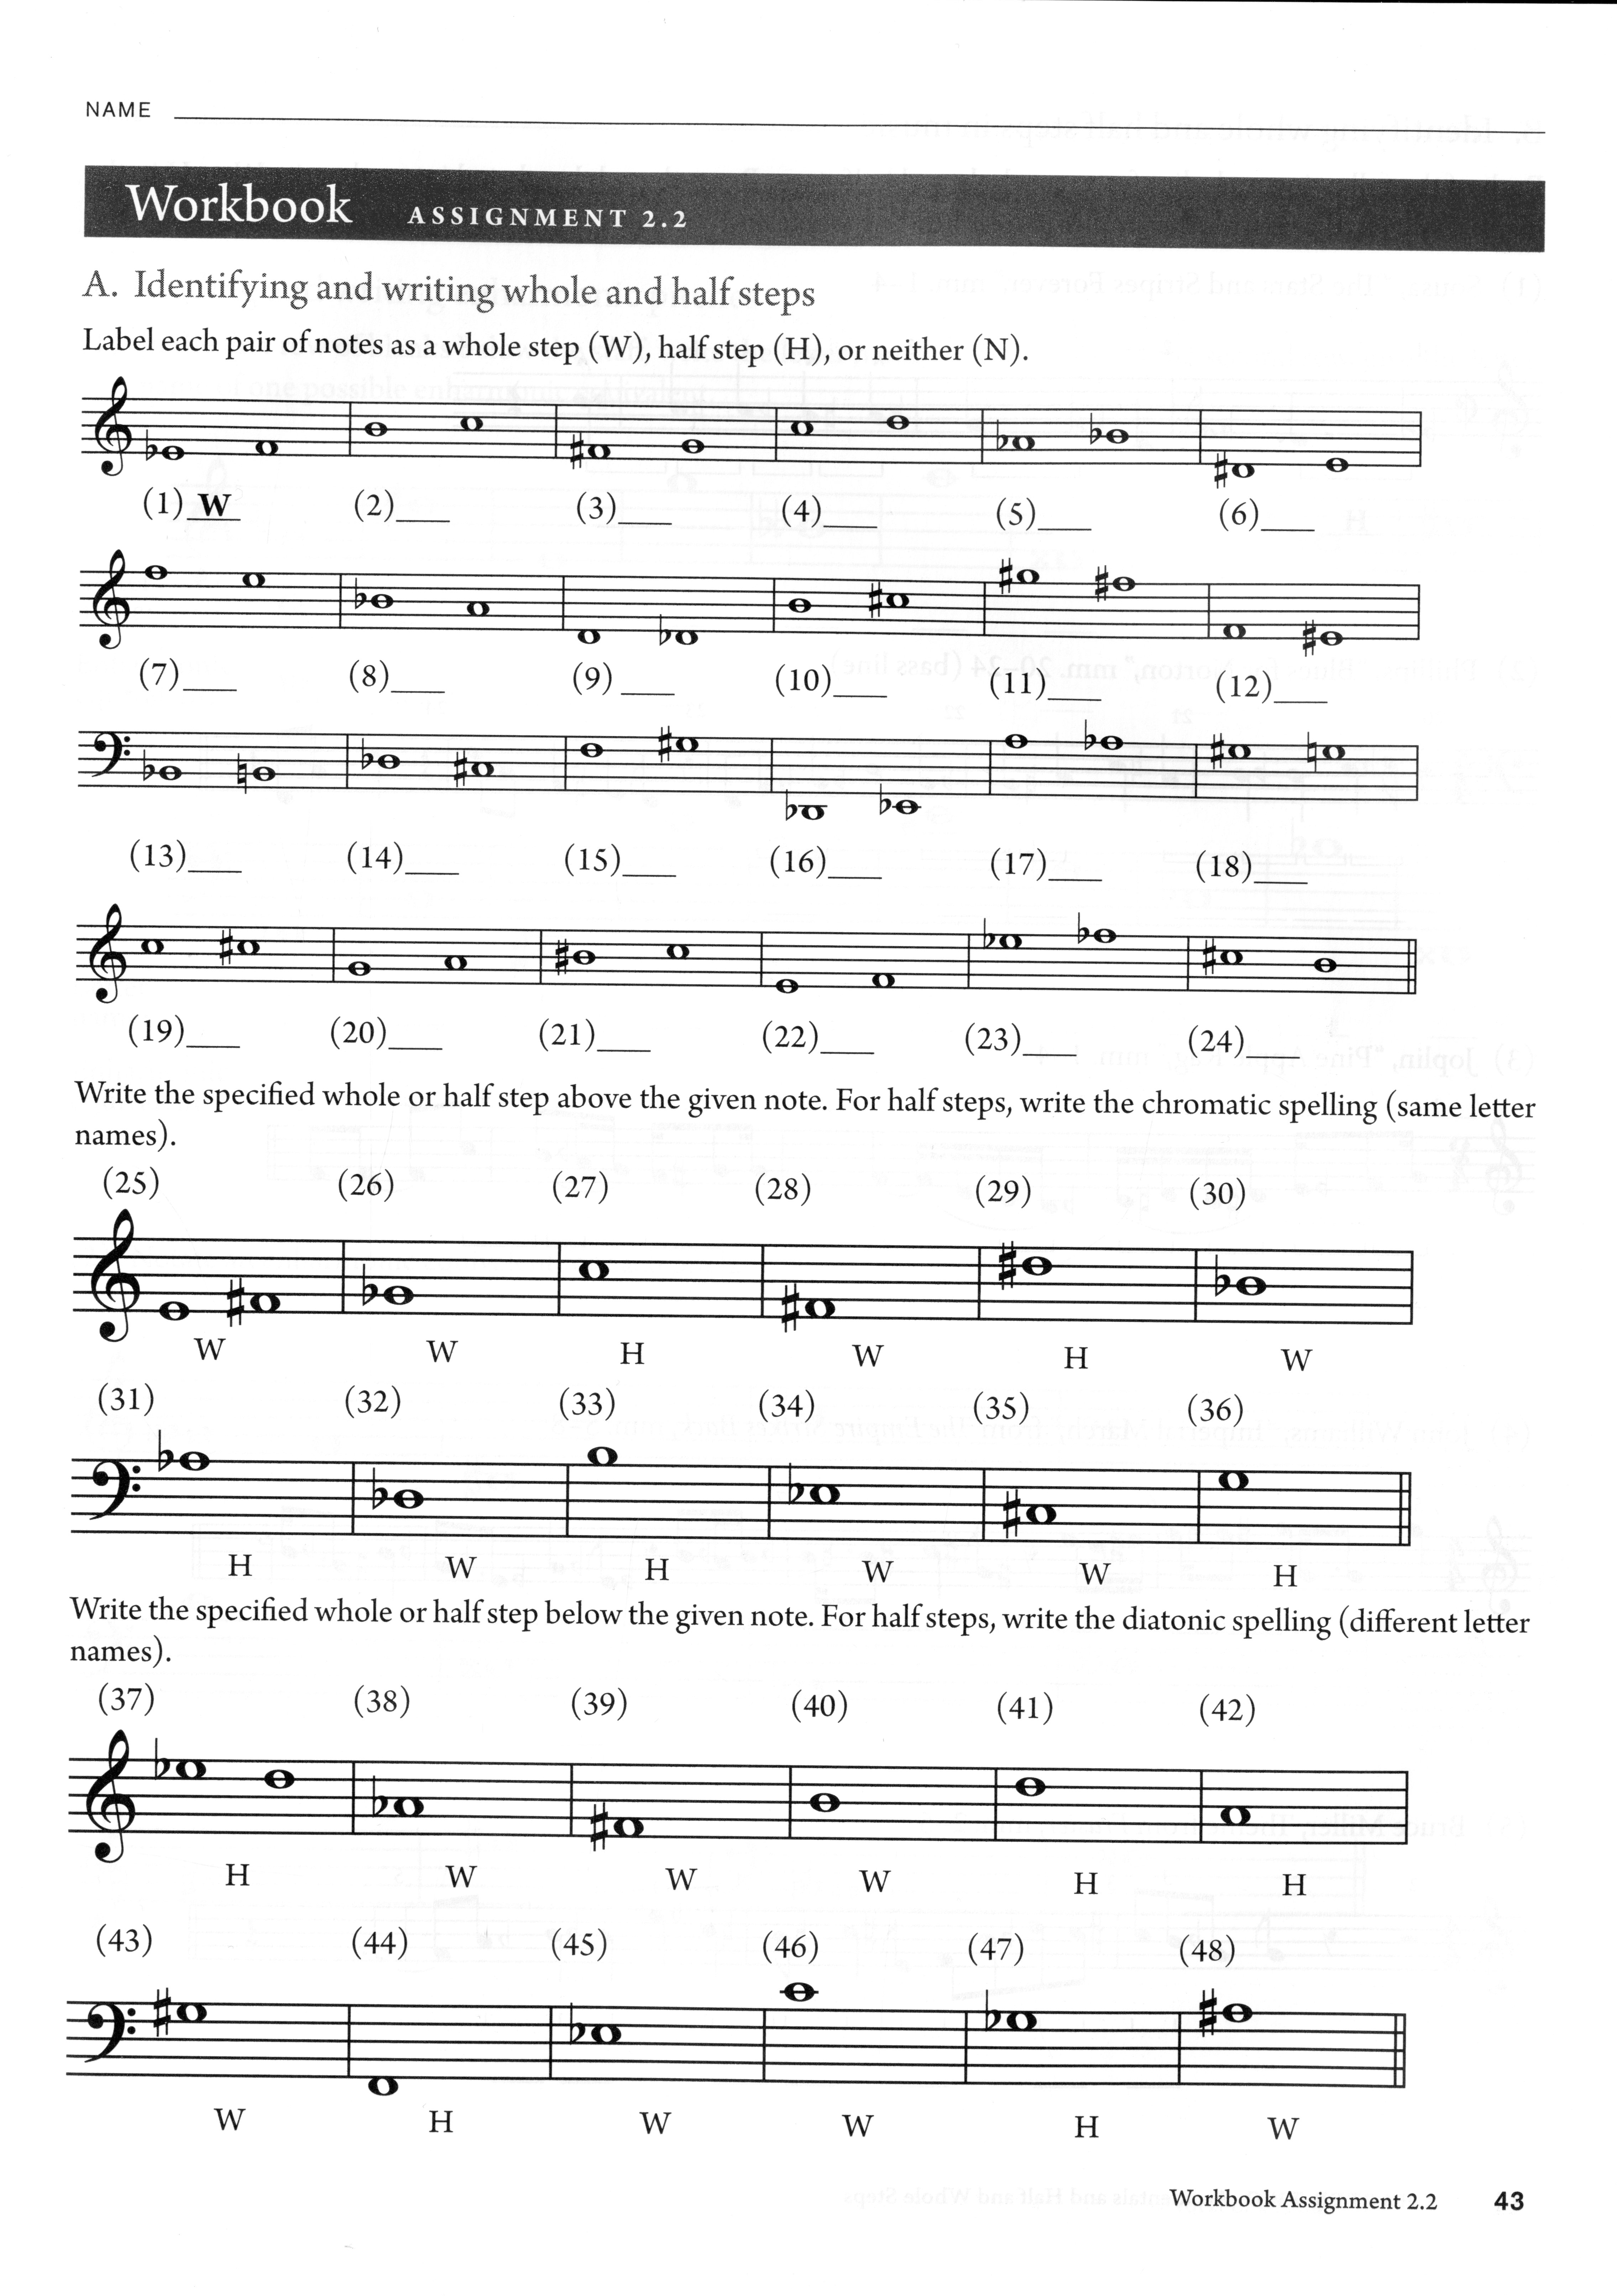 NAME
Workbook ASSIGNMENT 2.2
A. Identifying and writing whole and half steps
Label each pair of notes as a whole step (W), half step (H), or neither (N).
(1) W (2)___ (3)___ (4)___ (5)___ (6)___
(7)___ (8)___ (9)___ (10)___ (11)___ (12)___
(13)___ (14)___ (15)___ (16)___ (17)___ (18)___
(19)___ (20)___ (21)___ (22)___ (23)___ (24)___
Write the specified whole or half step above the given note. For half steps, write the chromatic spelling (same letter
names).
(25) (26) (27) (28) (29) (30)
W W H W H W
(31) (32) (33) (34) (35) (36)
H W H W W H
Write the specified whole or half step below the given note. For half steps, write the diatonic spelling (different letter
names).
(37) (38) (39) (40) (41) (42)
H W W W H H
(43) (44) (45) (46) (47) (48)
W H W W H W
Workbook Assignment 2.2 43